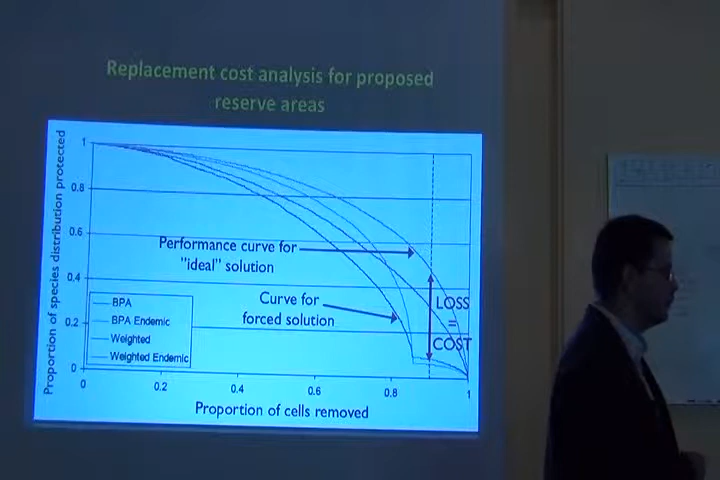 Replacement cost analysis for proposed
reserve areas
Proportion of species distribution protected
1
0.8
0.6
0.4
0.2
0
Performance curve for
"ideal" solution
Curve for
forced solution
LOSS
=
COST
BPA
BPA Endemic
Weighted
Weighted Endemic
0
0.2
0.4
0.6
0.8
1
Proportion of cells removed